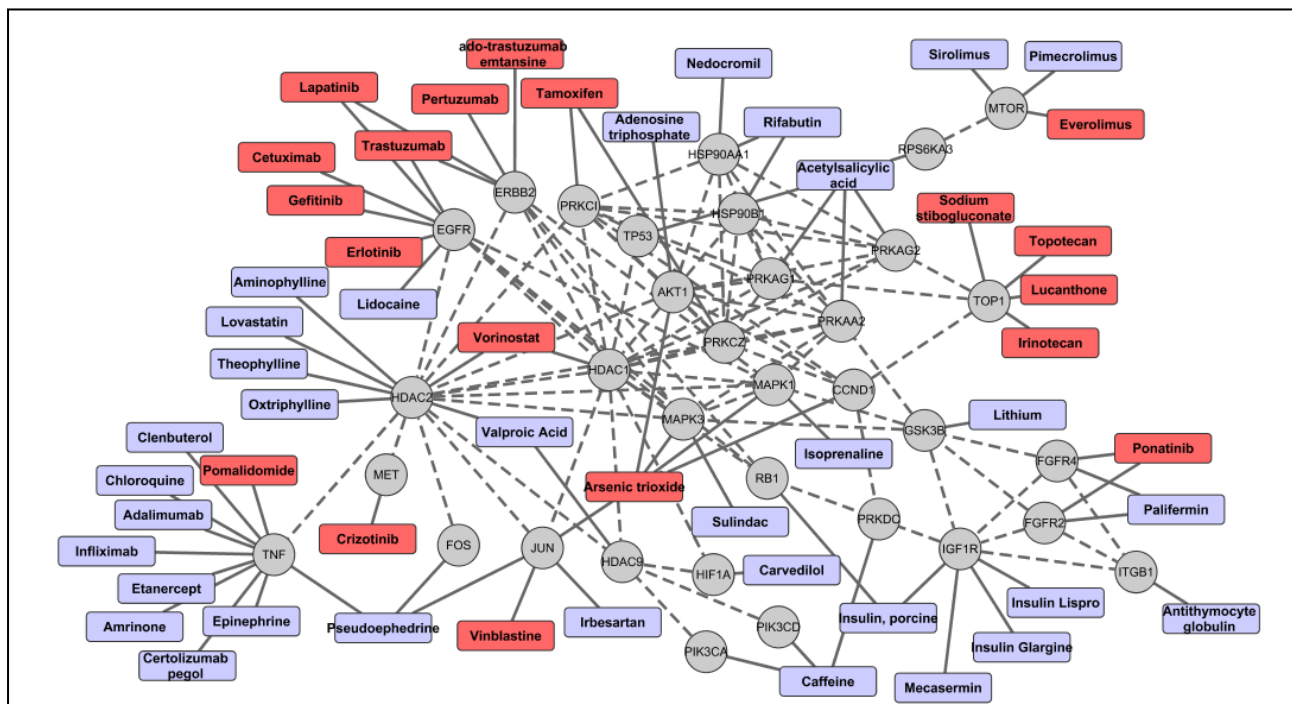 ado-trastuzumab
emtansine
Nedocromil
Sirolimus
Pimecrolimus
Lapatinib
Pertuzumab
Tamoxifen
Adenosine
triphosphate
Rifabutin
MTOR
Everolimus
Cetuximab
Trastuzumab
HSP90AA1
RPS6KA3
Acetylsalicylic
acid
Gefitinib
ERBB2
PRKCI
HSP90B1
Sodium
stibogluconate
EGFR
TP53
PRKAG2
Topotecan
Erlotinib
Aminophylline
Lidocaine
AKT1
PRKAG1
TOP1
Lucanthone
Lovastatin
Vorinostat
PRKCZ
PRKAA2
Irinotecan
Theophylline
HDAC1
MAPK1
CCND1
Oxtriphylline
HDAC2
MAPK3
GSK3B
Lithium
Clenbuterol
Valproic Acid
Isoprenaline
Pomalidomide
Chloroquine
MET
Arsenic trioxide
RB1
FGFR4
Ponatinib
Adalimumab
Sulindac
PRKDC
FGFR2
Palifermin
Infliximab
TNF
Crizotinib
FOS
JUN
HDAC9
HIF1A
Carvedilol
IGF1R
ITGB1
Etanercept
Amrinone
Epinephrine
Pseudoephedrine
Vinblastine
Irbesartan
PIK3CD
Insulin, porcine
Insulin Lispro
Antithymocyte
globulin
Certolizumab
pegol
PIK3CA
Caffeine
Insulin Glargine
Mecasermin